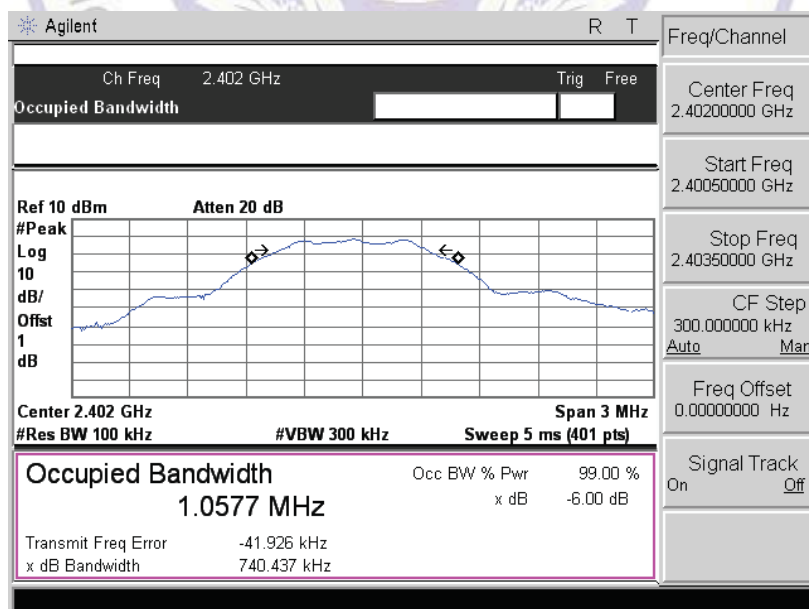 Agilent R T
Ch Freq 2.402 GHz Trig Free
Occupied Bandwidth
Ref 10 dBm Atten 20 dB
#Peak
Log
10
dB/
Offst
1
dB
Center 2.402 GHz Span 3 MHz
#Res BW 100 kHz #VBW 300 kHz Sweep 5 ms (401 pts)
Occupied Bandwidth
1.0577 MHz
Occ BW % Pwr 99.00 %
x dB -6.00 dB
Transmit Freq Error -41.926 kHz
x dB Bandwidth 740.437 kHz
Freq/Channel
Center Freq
2.40200000 GHz
Start Freq
2.40050000 GHz
Stop Freq
2.40350000 GHz
CF Step
300.000000 kHz
Auto Man
Freq Offset
0.00000000 Hz
Signal Track
On Off